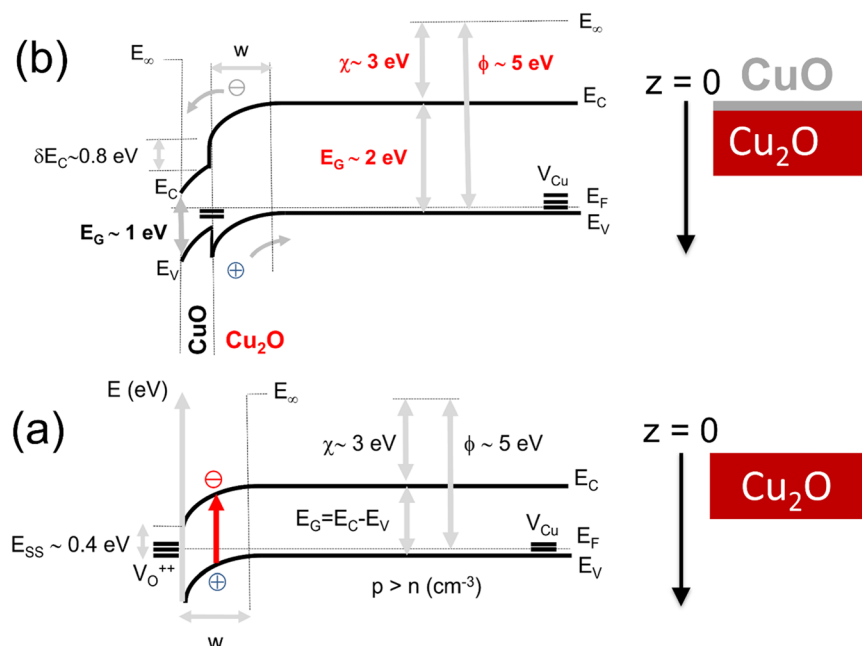 (b)
E∞
w
⊖
χ~ 3 eV
ϕ ~ 5 eV
E∞
z = 0
CuO
Cu₂O
δE_C~0.8 eV
E_C
E_C
E_G ~ 2 eV
V_Cu
E_F
E_V
E_G ~ 1 eV
E_V
⊕
CuO
Cu₂O
(a)
E (eV)
E∞
χ~ 3 eV
ϕ ~ 5 eV
z = 0
Cu₂O
⊖
E_C
E_SS ~ 0.4 eV
E_G=E_C-E_V
V_Cu
E_F
V_O⁺⁺
⊕
E_V
p > n (cm⁻³)
w